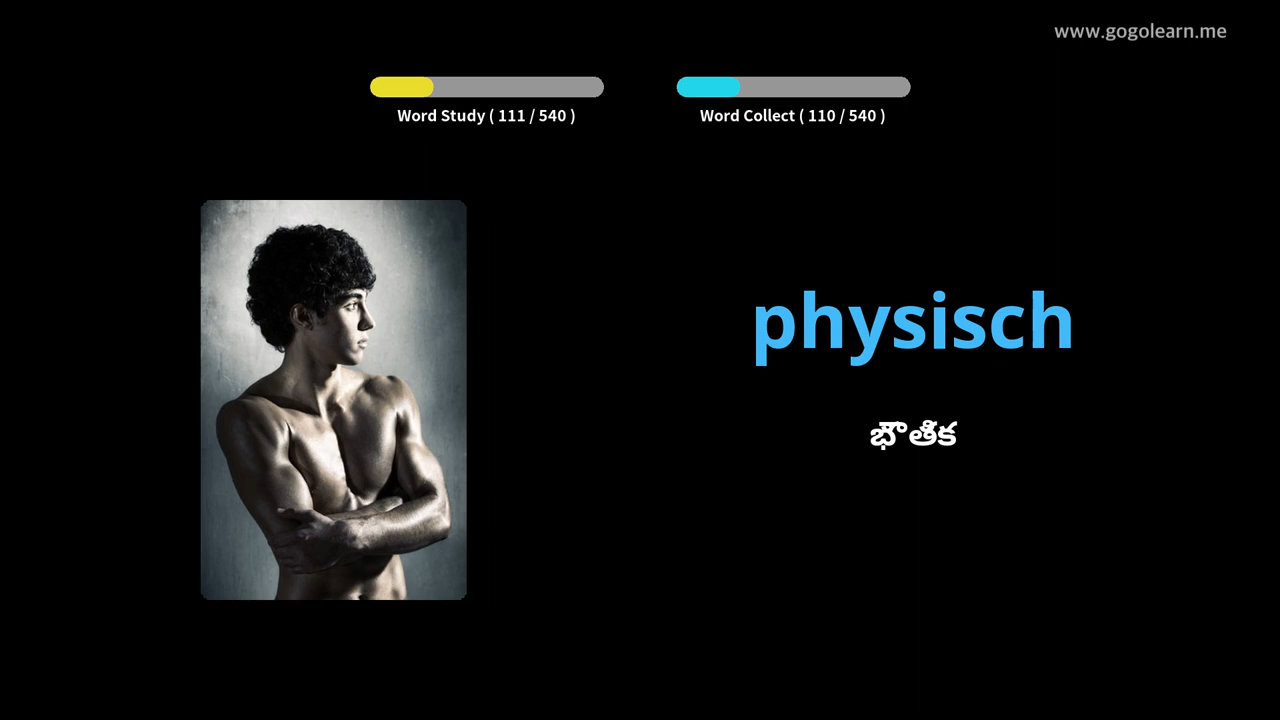 www.gogolearn.me
Word Study ( 111 / 540 )
Word Collect ( 110 / 540 )
physisch
భౌతిక